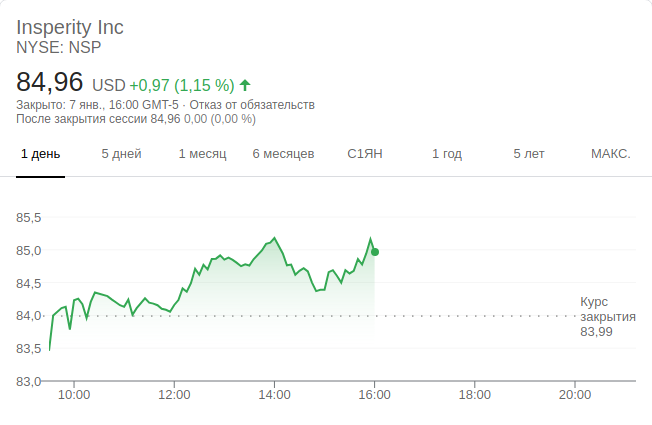 Insperity Inc
NYSE: NSP
84,96 USD +0,97 (1,15 %)
Закрыто: 7 янв., 16:00 GMT-5 · Отказ от обязательств
После закрытия сессии 84,96 0,00 (0,00 %)
1 день 5 дней 1 месяц 6 месяцев С1ЯН 1 год 5 лет МАКС.
85,5
85,0
84,5
84,0
83,5
83,0
Курс
закрытия
83,99
10:00 12:00 14:00 16:00 18:00 20:00